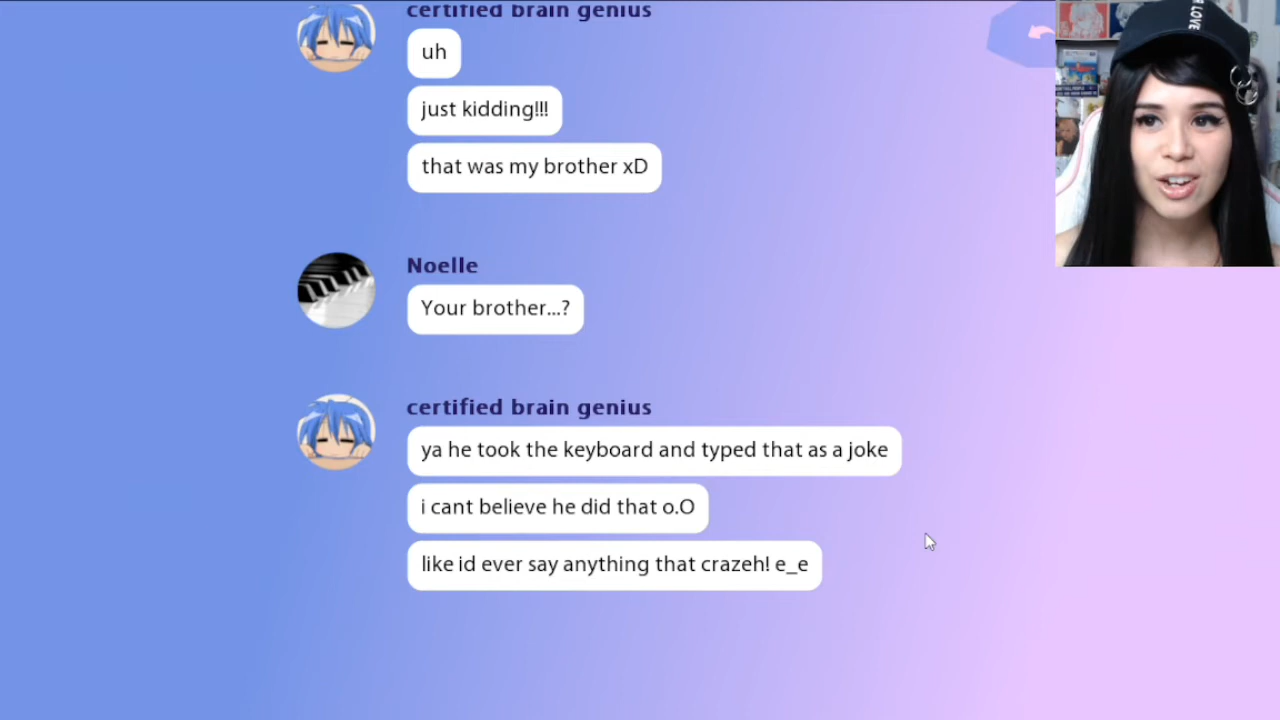 certified brain genius
uh
just kidding!!!
that was my brother xD
Noelle
Your brother...?
certified brain genius
ya he took the keyboard and typed that as a joke
i cant believe he did that o.O
like id ever say anything that crazeh! e_e
LOVE